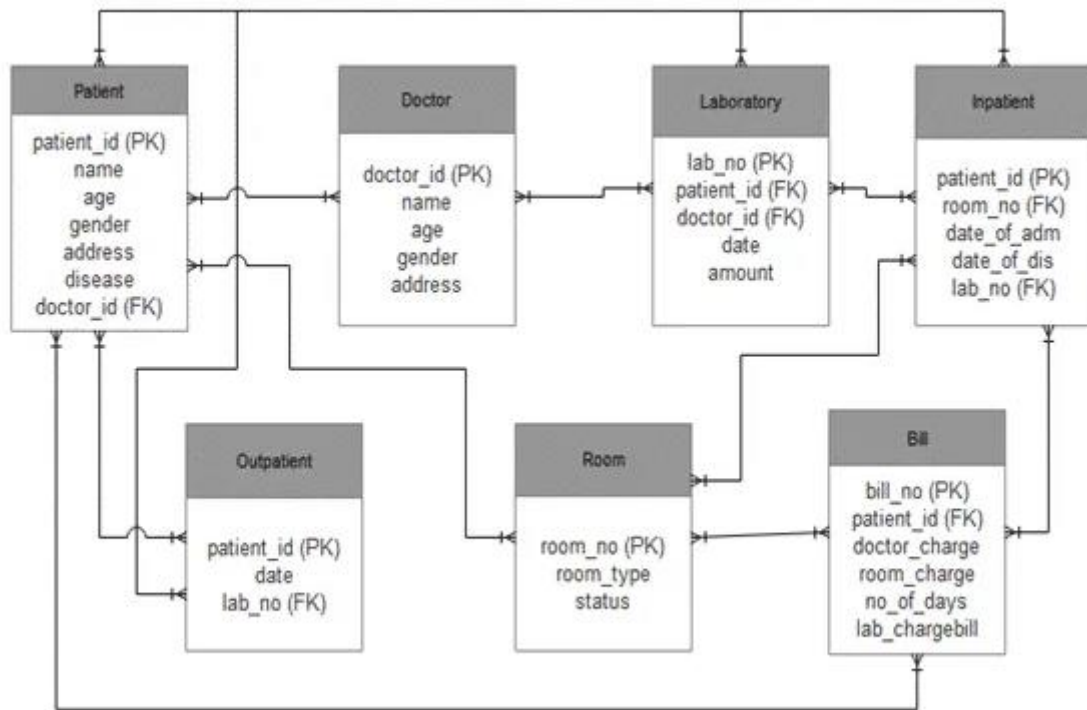 Patient
patient_id (PK)
name
age
gender
address
disease
doctor_id (FK)
Doctor
doctor_id (PK)
name
age
gender
address
Laboratory
lab_no (PK)
patient_id (FK)
doctor_id (FK)
date
amount
Inpatient
patient_id (PK)
room_no (FK)
date_of_adm
date_of_dis
lab_no (FK)
Outpatient
patient_id (PK)
date
lab_no (FK)
Room
room_no (PK)
room_type
status
Bill
bill_no (PK)
patient_id (FK)
doctor_charge
room_charge
no_of_days
lab_chargebill